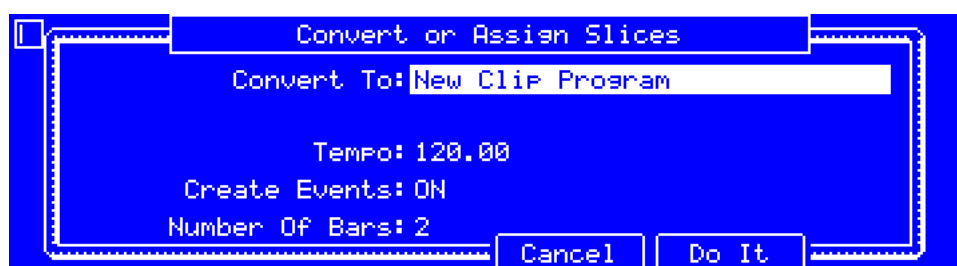 Convert or Assign Slices
Convert To: New Clip Program
Tempo: 120.00
Create Events: ON
Number Of Bars: 2
Cancel Do It